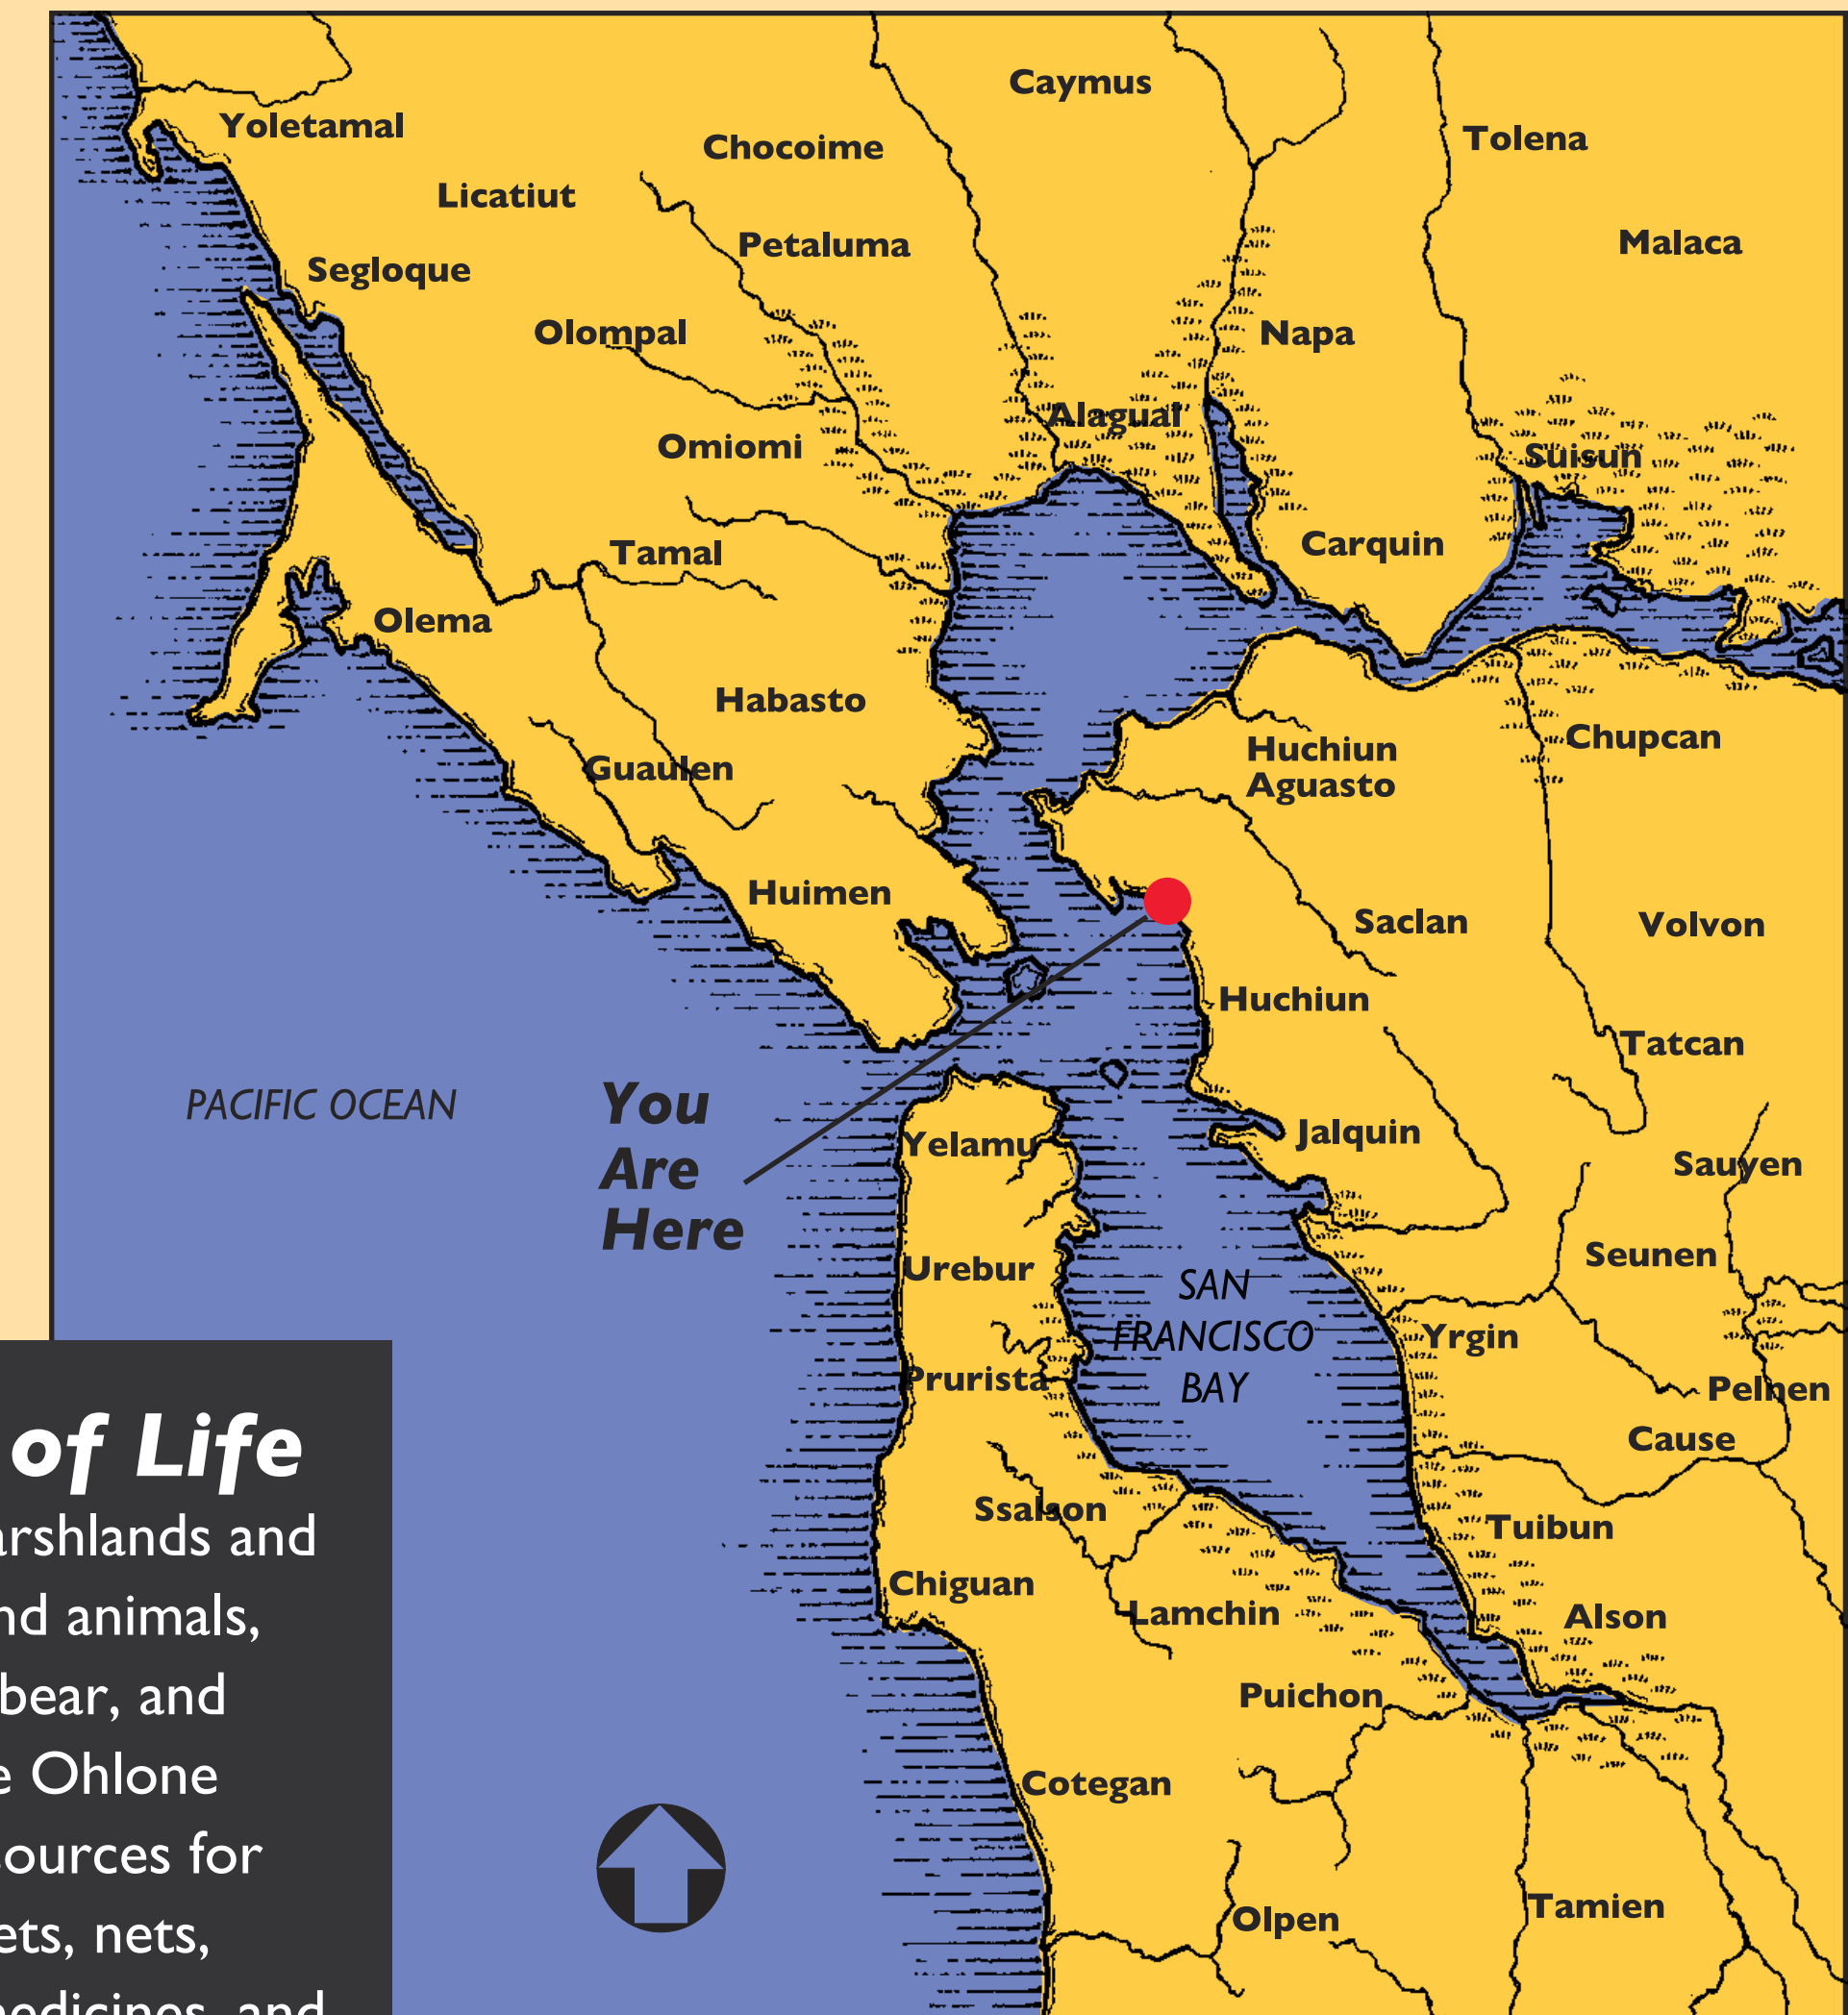 Caymus
Yoletamal
Tolena
Chocoime
Licatiut
Petaluma
Malaca
Segloque
Olompal
Napa
Alagual
Omiomi
Suisun
Tamal
Carquin
Olema
Habasto
Chupcan
Huchiun
Aguasto
Guaulen
Huimen
Saclan
Volvon
Huchiun
Tatcan
PACIFIC OCEAN
You
Are
Here
Yelamu
Jalquin
Sauyen
Seunen
Urebur
SAN
FRANCISCO
BAY
Yrgin
Prurista
Pelnen
Cause
Ssalson
Tuibun
Chiguan
Lamchin
Alson
Puichon
Cotegan
Olpen
Tamien
of Life
arshlands and
nd animals,
bear, and
e Ohlone
sources for
ets, nets,
medicines, and